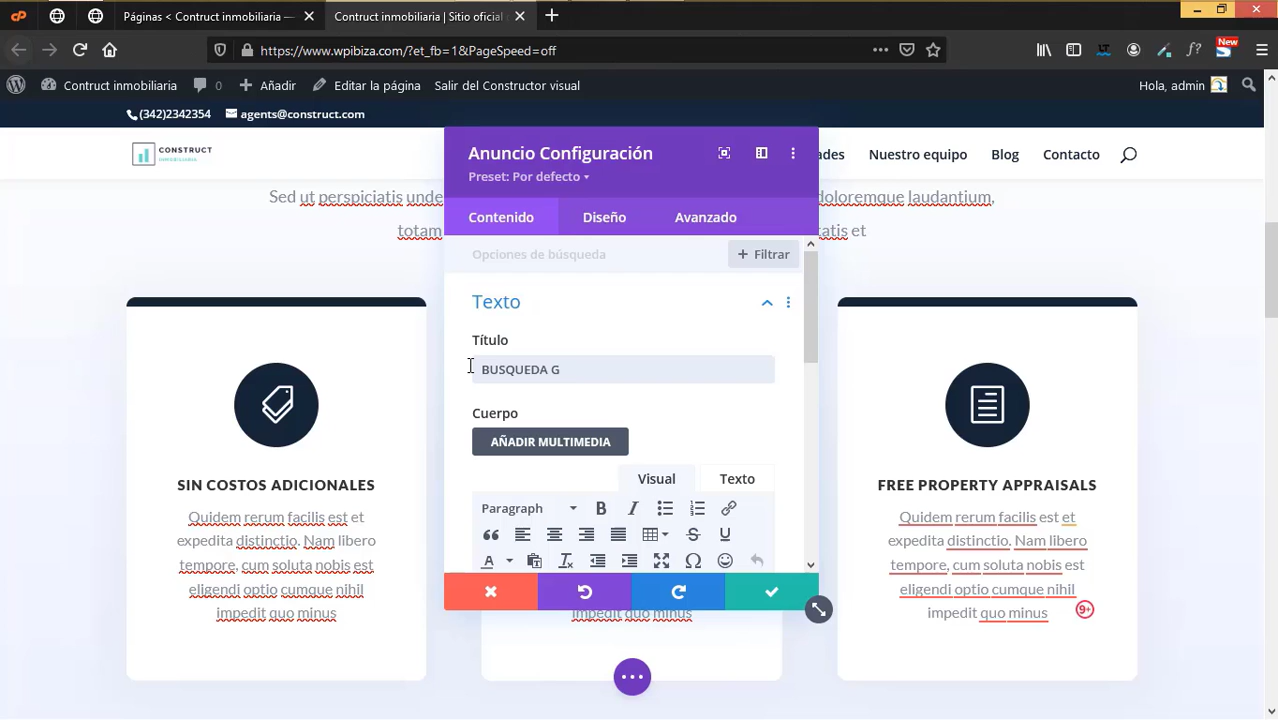 Páginas < Contruct inmobiliaria —
Contruct inmobiliaria | Sitio oficial
https://www.wpibiza.com/?et_fb=1&PageSpeed=off
New
Contruct inmobiliaria
0
Añadir
Editar la página
Salir del Constructor visual
Hola, admin
(342)2342354
agents@construct.com
CONSTRUCT
INMOBILIARIA
ades
Nuestro equipo
Blog
Contacto
Sed ut perspiciatis unde
doloremque laudantium,
totam
tatis et
Anuncio Configuración
Preset: Por defecto
Contenido
Diseño
Avanzado
Opciones de búsqueda
+ Filtrar
Texto
Título
BUSQUEDA G
Cuerpo
AÑADIR MULTIMEDIA
Visual
Texto
Paragraph
B
I
U
A
SIN COSTOS ADICIONALES
Quidem rerum facilis est et
expedita distinctio. Nam libero
tempore, cum soluta nobis est
eligendi optio cumque nihil
impedit quo minus
impedit quo minus
FREE PROPERTY APPRAISALS
Quidem rerum facilis est et
expedita distinctio. Nam libero
tempore, cum soluta nobis est
eligendi optio cumque nihil
impedit quo minus
9+